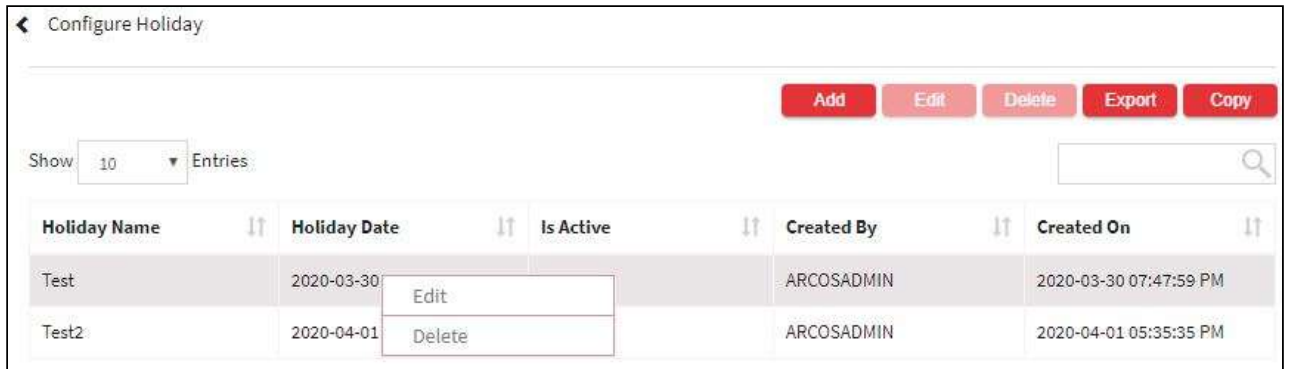 Configure Holiday
Add Edit Delete Export Copy
Show 10 Entries
Holiday Name Holiday Date Is Active Created By Created On
Test 2020-03-30 ARCOSADMIN 2020-03-30 07:47:59 PM
Edit
Test2 2020-04-01 ARCOSADMIN 2020-04-01 05:35:35 PM
Delete